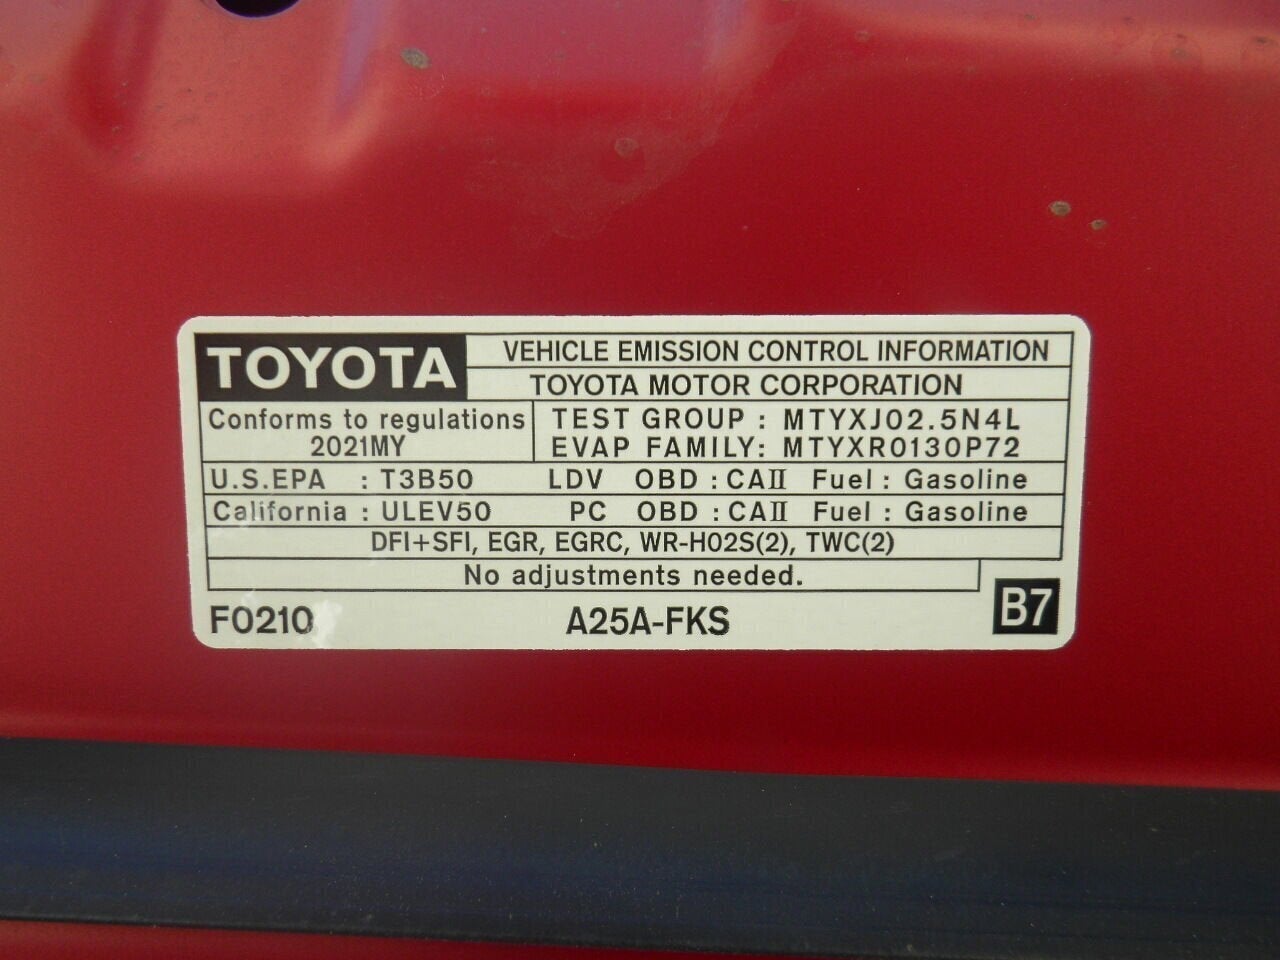 TOYOTA
VEHICLE EMISSION CONTROL INFORMATION
TOYOTA MOTOR CORPORATION
Conforms to regulations
2021MY
TEST GROUP : MTYXJ02.5N4L
EVAP FAMILY: MTYXR0130P72
U.S.EPA : T3B50 LDV OBD : CAⅡ Fuel : Gasoline
California : ULEV50 PC OBD : CAⅡ Fuel : Gasoline
DFI+SFI, EGR, EGRC, WR-HO2S(2), TWC(2)
No adjustments needed.
F0210 A25A-FKS B7